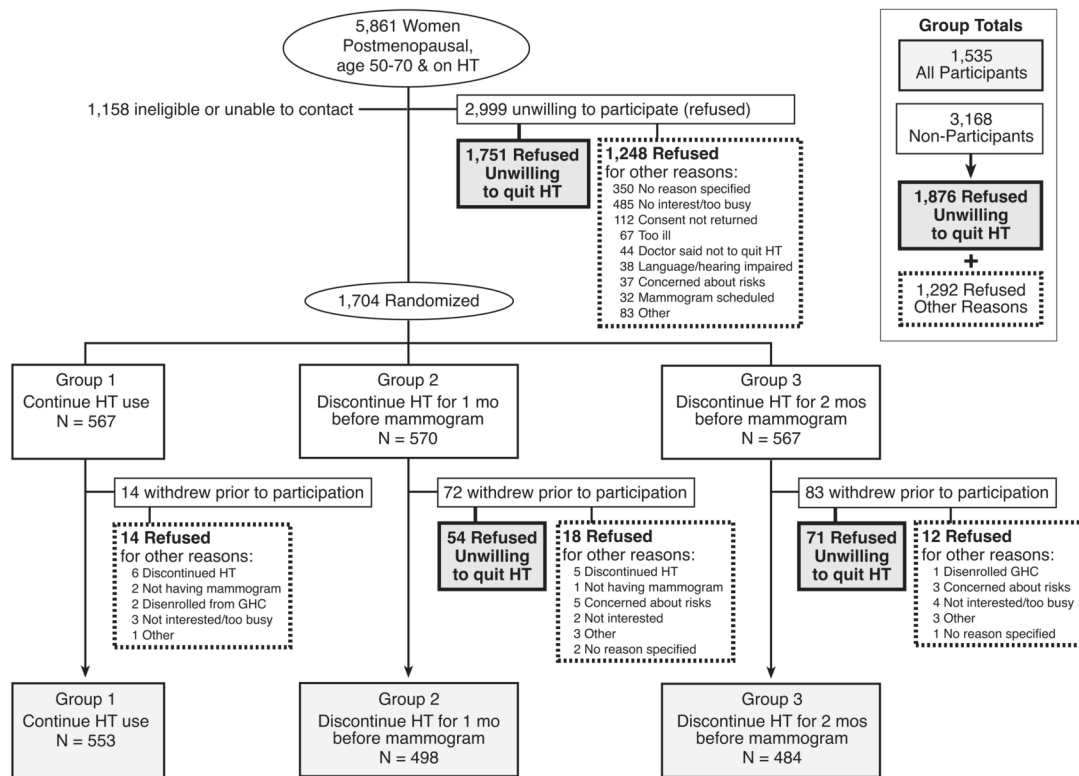 5,861 Women
Postmenopausal,
age 50-70 & on HT
1,158 ineligible or unable to contact
2,999 unwilling to participate (refused)
1,751 Refused
Unwilling
to quit HT
1,248 Refused
for other reasons:
350 No reason specified
485 No interest/too busy
112 Consent not returned
67 Too ill
44 Doctor said not to quit HT
38 Language/hearing impaired
37 Concerned about risks
32 Mammogram scheduled
83 Other
Group Totals
1,535
All Participants
3,168
Non-Participants
1,876 Refused
Unwilling
to quit HT
+
1,292 Refused
Other Reasons
1,704 Randomized
Group 1
Continue HT use
N = 567
Group 2
Discontinue HT for 1 mo
before mammogram
N = 570
Group 3
Discontinue HT for 2 mos
before mammogram
N = 567
14 withdrew prior to participation
14 Refused
for other reasons:
6 Discontinued HT
2 Not having mammogram
2 Disenrolled from GHC
3 Not interested/too busy
1 Other
72 withdrew prior to participation
54 Refused
Unwilling
to quit HT
18 Refused
for other reasons:
5 Discontinued HT
1 Not having mammogram
5 Concerned about risks
2 Not interested
3 Other
2 No reason specified
83 withdrew prior to participation
71 Refused
Unwilling
to quit HT
12 Refused
for other reasons:
1 Disenrolled GHC
3 Concerned about risks
4 Not interested/too busy
3 Other
1 No reason specified
Group 1
Continue HT use
N = 553
Group 2
Discontinue HT for 1 mo
before mammogram
N = 498
Group 3
Discontinue HT for 2 mos
before mammogram
N = 484